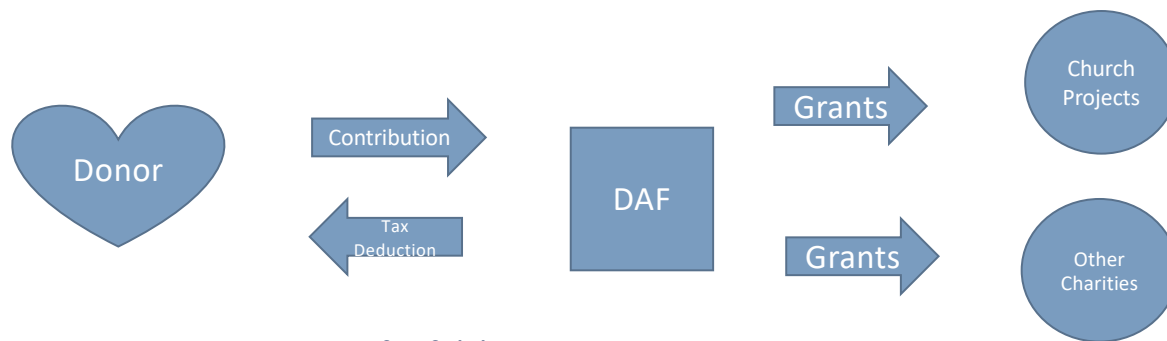 Donor
Contribution
Tax
Deduction
DAF
Grants
Grants
Church
Projects
Other
Charities